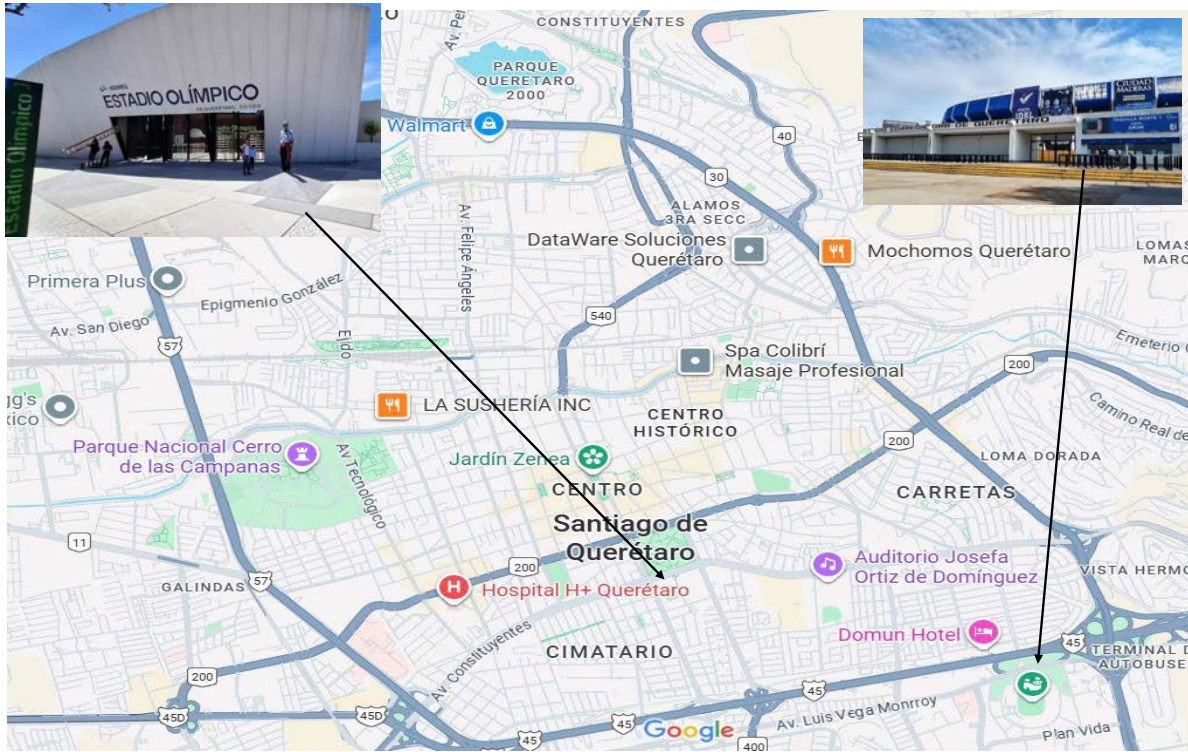 ESTADIO OLÍMPICO
Estadio Olímpico
CIUDAD
MADERAS
DE QUERÉTARO
CONSTITUYENTES
PARQUE
QUERETARO
2000
Walmart
40
30
ALAMOS
3RA SECC
Av. Felipe Ángeles
DataWare Soluciones
Querétaro
Mochomos Querétaro
Primera Plus
Epigmenio González
Av. San Diego
57
Ejido
540
Emeterio
Spa Colibrí
Masaje Profesional
200
LA SUSHERÍA INC
CENTRO
HISTÓRICO
Camino Real de
Parque Nacional Cerro
de las Campanas
Av Tecnológico
Jardín Zenea
200
LOMA DORADA
CENTRO
CARRETAS
Santiago de
Querétaro
11
Auditorio Josefa
Ortiz de Domínguez
200
57
GALINDAS
Hospital H+ Querétaro
VISTA HERMO
Domun Hotel
45
CIMATARIO
Av. Constituyentes
TERMINAL D
AUTOBUSE
200
45
45D
45D
45
45
Google
Av. Luis Vega Monrroy
400
Plan Vida